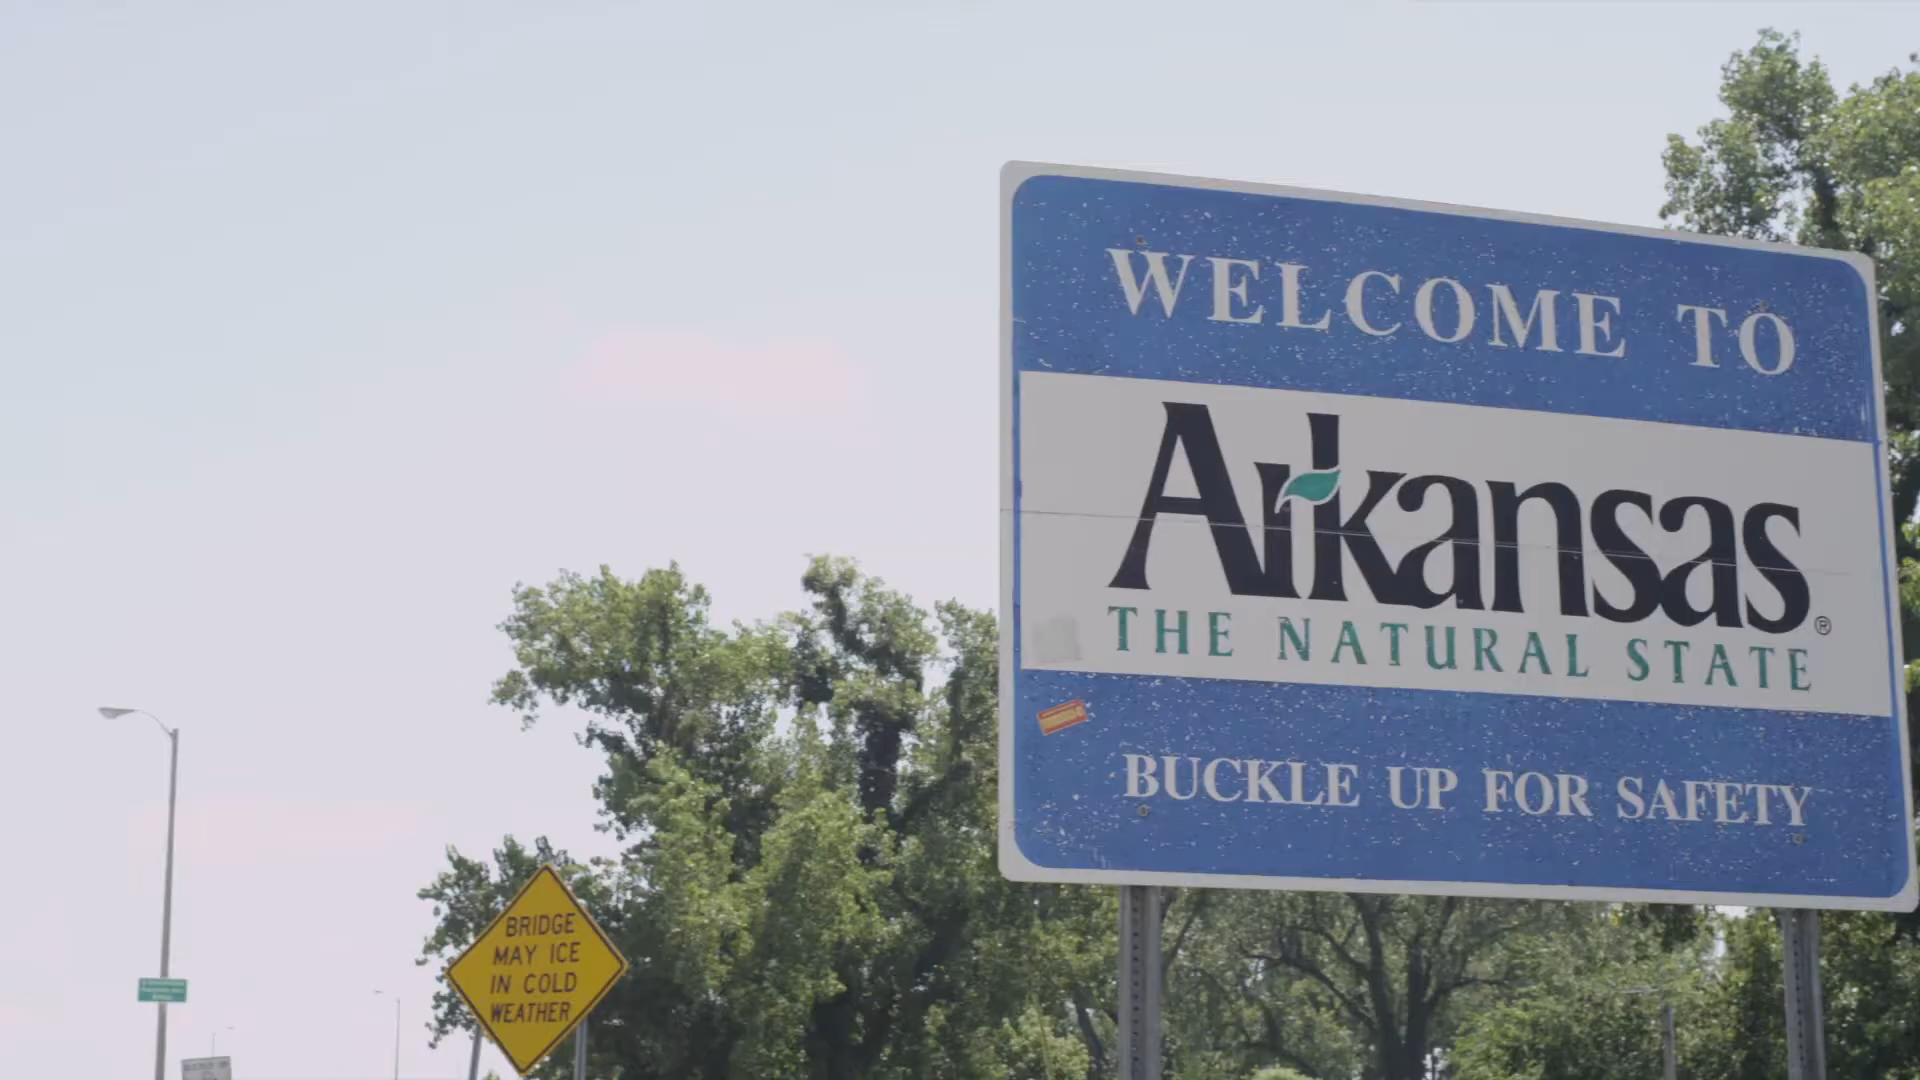 WELCOME TO
Arkansas®
THE NATURAL STATE
BUCKLE UP FOR SAFETY
BRIDGE
MAY ICE
IN COLD
WEATHER